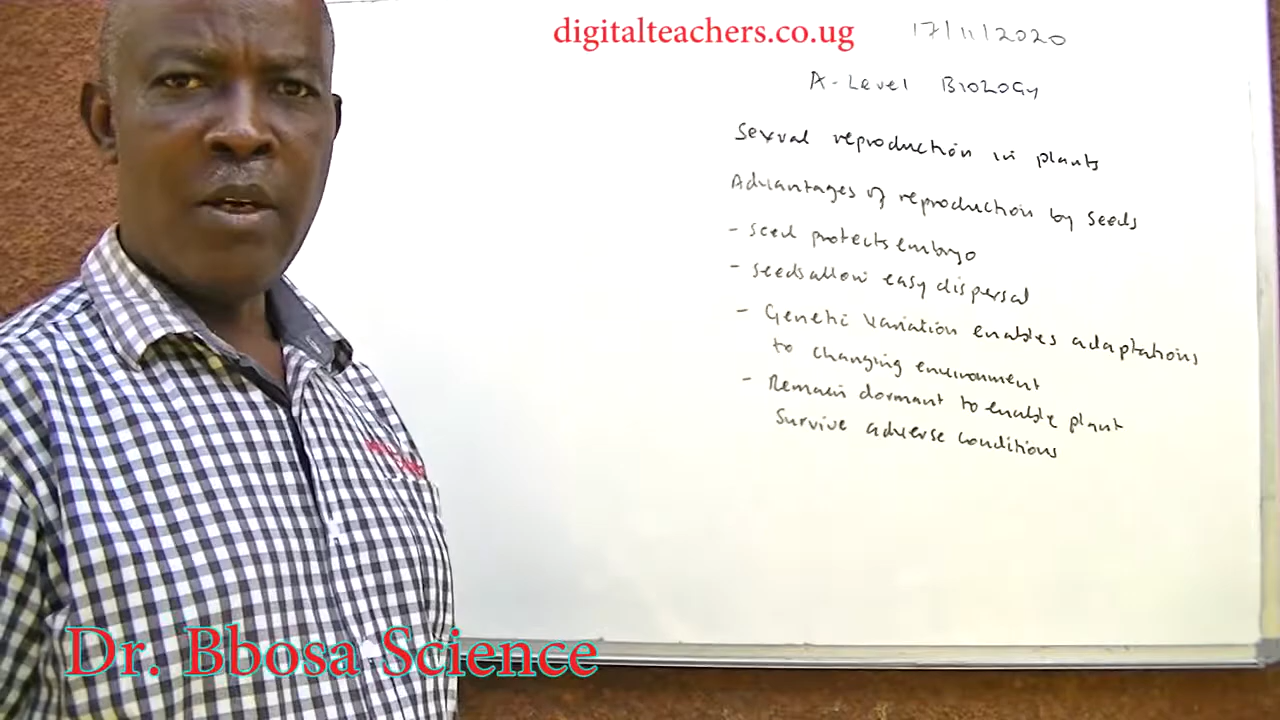 digitalteachers.co.ug
17/11/2020
A-Level BIOLOGY
Sexual reproduction in plants
Advantages of reproduction by seeds
- seed protects embryo
- seeds allow easy dispersal
- Genetic variation enables adaptations
to changing environment
- Remain dormant to enable plant
survive adverse conditions
Dr. Bbosa Science